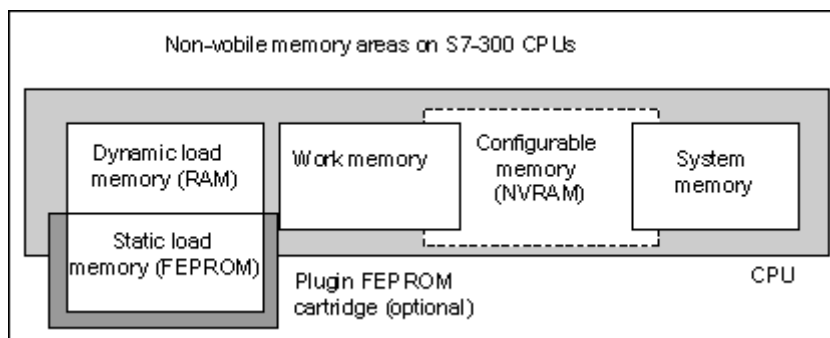 Non-vobile memory areas on S7-300 CPUs
Dynamic load
memory (RAM)
Work memory
Configurable
memory
(NVRAM)
System
memory
Static load
memory (FEPROM)
Plugin FEPROM
cartridge (optional)
CPU